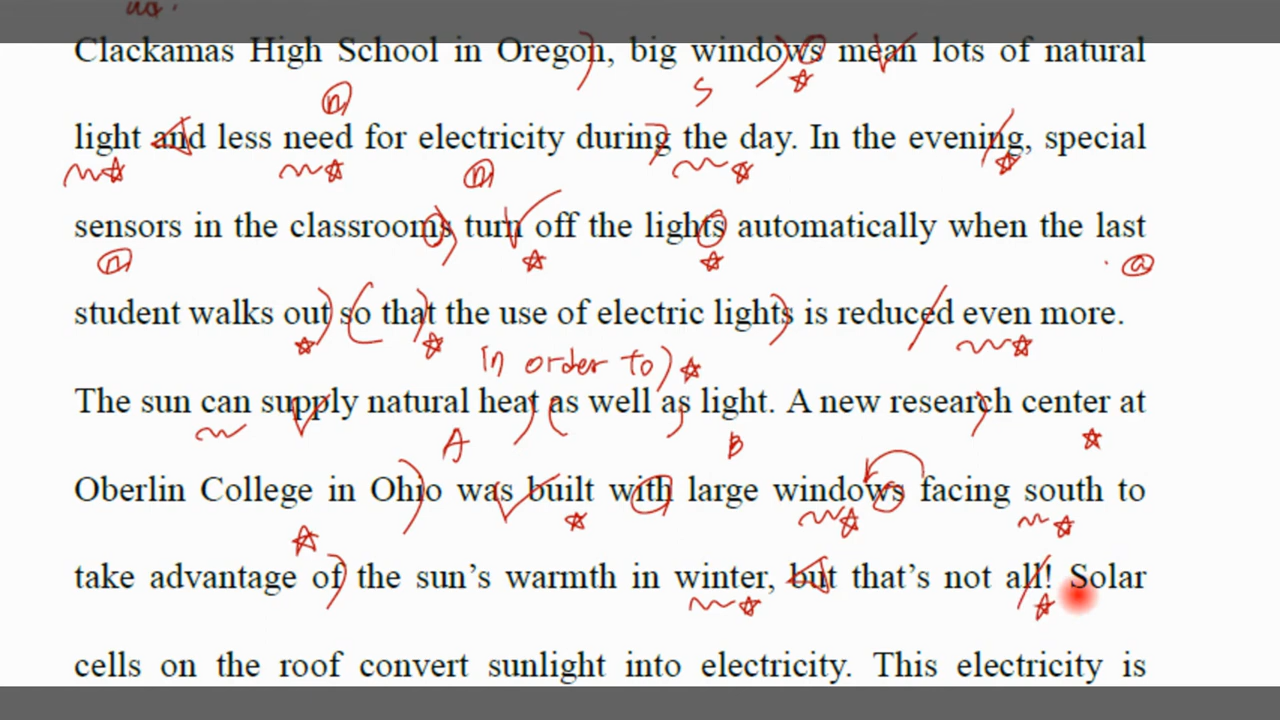 Clackamas High School in Oregon, big windows mean lots of natural
S
n
light and less need for electricity during the day. In the evening, special
n
sensors in the classrooms turn off the lights automatically when the last
n a
student walks out so that the use of electric lights is reduced even more.
in order to
The sun can supply natural heat as well as light. A new research center at
A B
Oberlin College in Ohio was built with large windows facing south to
take advantage of the sun's warmth in winter, but that's not all! Solar
cells on the roof convert sunlight into electricity. This electricity is